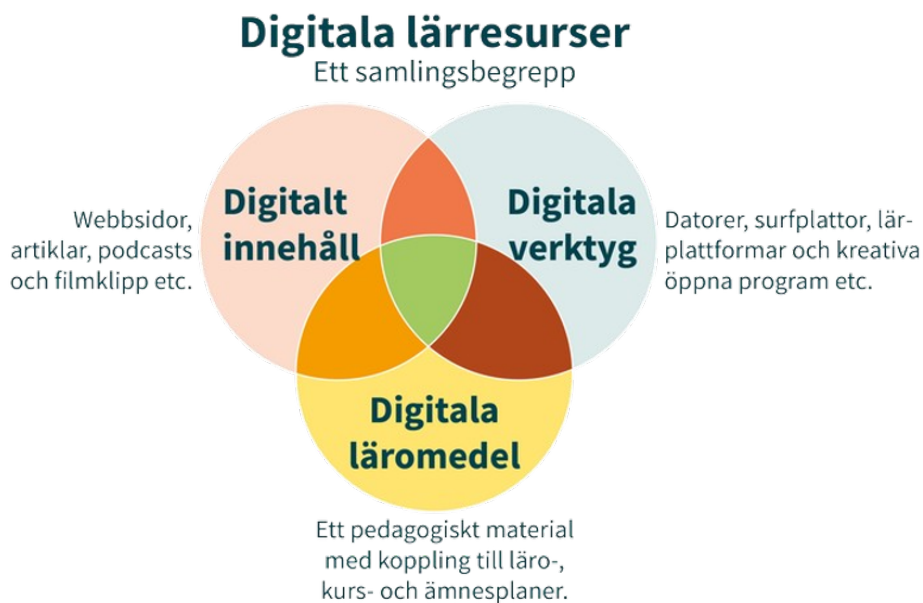 Digitala lärresurser
Ett samlingsbegrepp
Digitalt
innehåll
Digitala
verktyg
Webbsidor,
artiklar, podcasts
och filmklipp etc.
Datorer, surfplattor, lär-
plattformar och kreativa
öppna program etc.
Digitala
läromedel
Ett pedagogiskt material
med koppling till läro-,
kurs- och ämnesplaner.